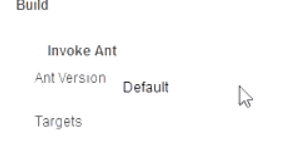 Build
Invoke Ant
Ant Version
Default
Targets